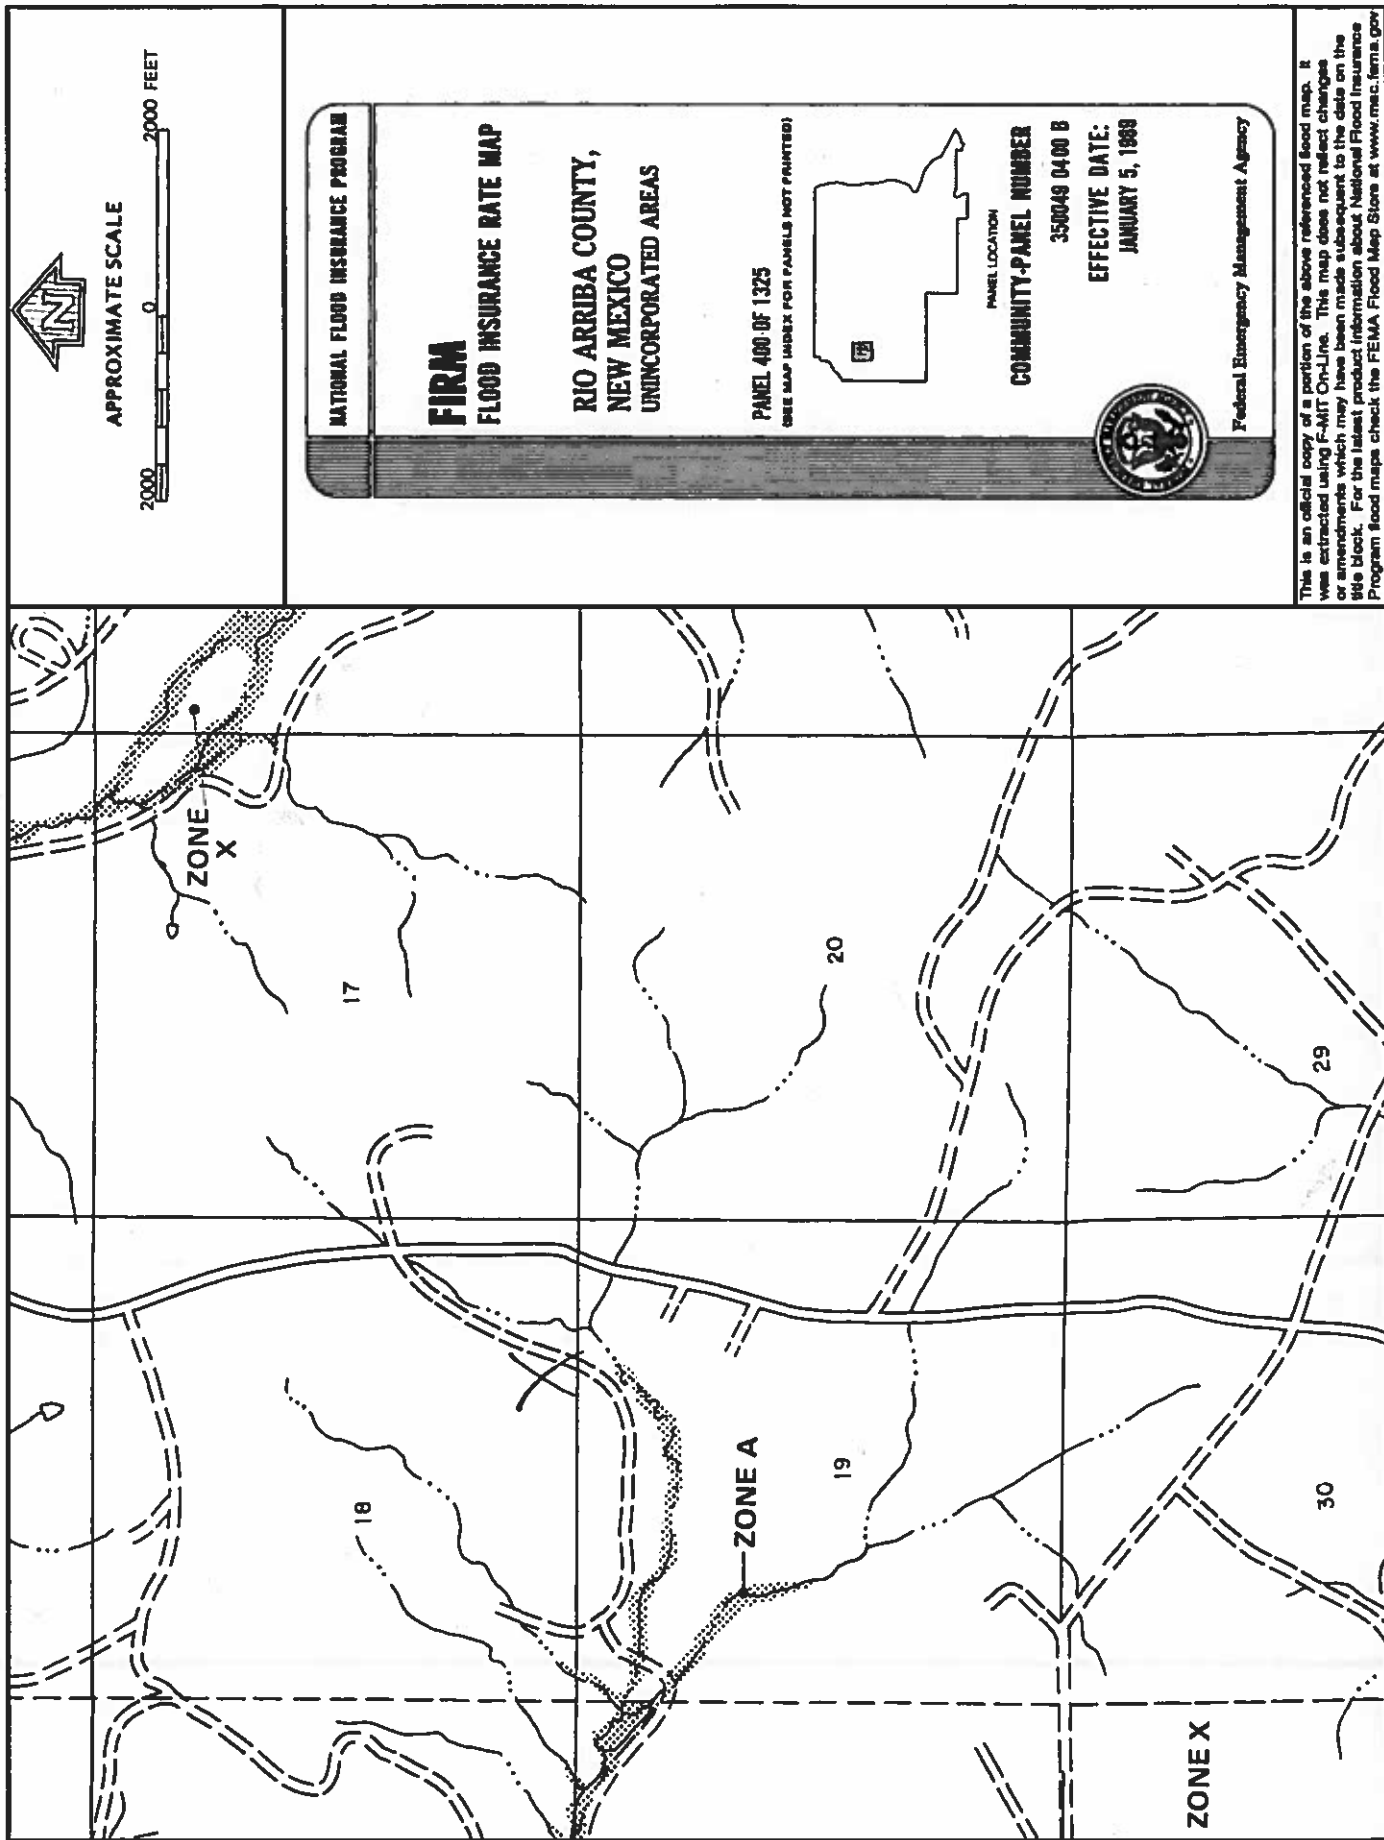 APPROXIMATE SCALE
2000 0 2000 FEET
N
NATIONAL FLOOD INSURANCE PROGRAM
FIRM
FLOOD INSURANCE RATE MAP
RIO ARRIBA COUNTY,
NEW MEXICO
UNINCORPORATED AREAS
PANEL 400 OF 1325
(SEE MAP INDEX FOR PANELS NOT PRINTED)
PANEL LOCATION
COMMUNITY-PANEL NUMBER
350049 0400 B
EFFECTIVE DATE:
JANUARY 5, 1989
Federal Emergency Management Agency
This is an official copy of a portion of the above referenced flood map. It
was extracted using F-MIT On-Line. This map does not reflect changes
or amendments which may have been made subsequent to the date on the
title block. For the latest product information about National Flood Insurance
Program flood maps check the FEMA Flood Map Store at www.msc.fema.gov
ZONE
X
17
18
20
ZONE A
19
29
30
ZONE X